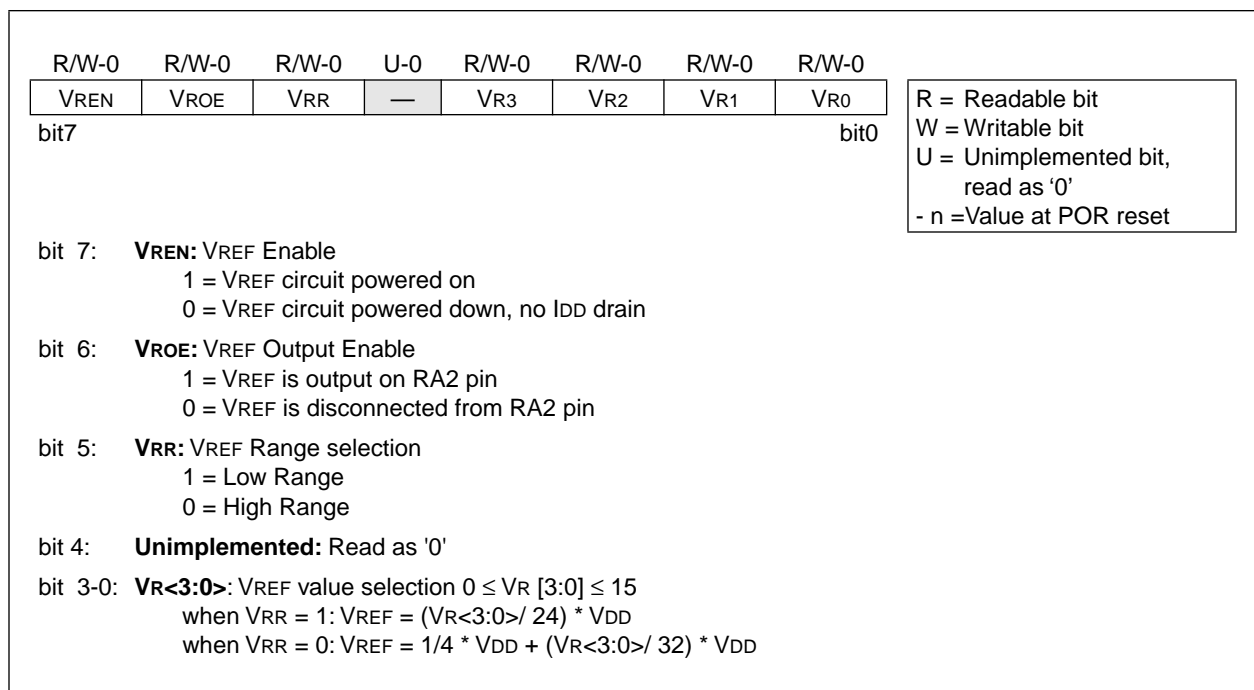 R/W-0 R/W-0 R/W-0 U-0 R/W-0 R/W-0 R/W-0 R/W-0
VREN VROE VRR — VR3 VR2 VR1 VR0
bit7 bit0
R = Readable bit
W = Writable bit
U = Unimplemented bit,
read as ‘0’
- n =Value at POR reset
bit 7: VREN: VREF Enable
1 = VREF circuit powered on
0 = VREF circuit powered down, no IDD drain
bit 6: VROE: VREF Output Enable
1 = VREF is output on RA2 pin
0 = VREF is disconnected from RA2 pin
bit 5: VRR: VREF Range selection
1 = Low Range
0 = High Range
bit 4: Unimplemented: Read as '0'
bit 3-0: VR<3:0>: VREF value selection 0 ≤ VR [3:0] ≤ 15
when VRR = 1: VREF = (VR<3:0>/ 24) * VDD
when VRR = 0: VREF = 1/4 * VDD + (VR<3:0>/ 32) * VDD